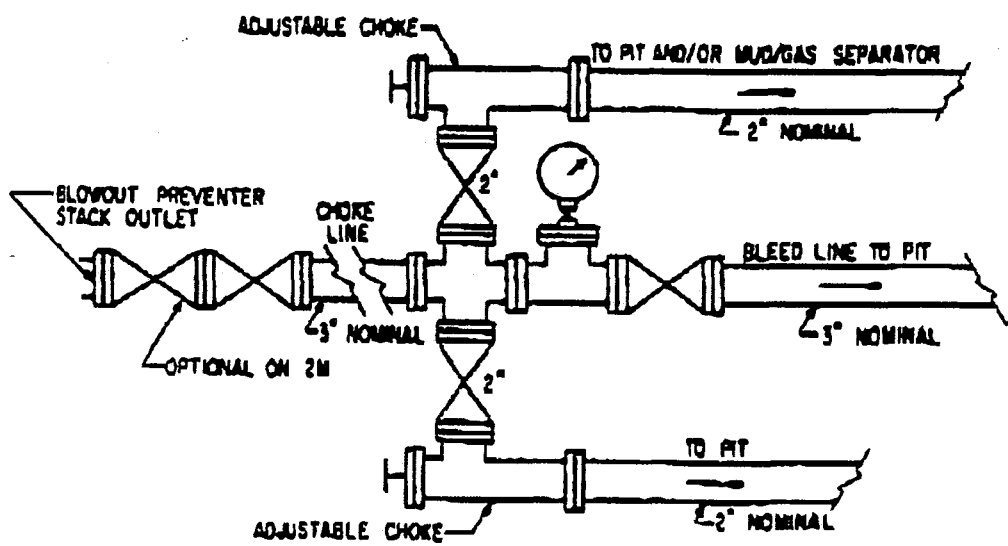 ADJUSTABLE CHOKE
TO PIT AND/OR MUD/GAS SEPARATOR
2" NOMINAL
2"
BLOWOUT PREVENTER
STACK OUTLET
CHOKE
LINE
BLEED LINE TO PIT
3" NOMINAL
3" NOMINAL
OPTIONAL ON 2M
2"
TO PIT
2" NOMINAL
ADJUSTABLE CHOKE